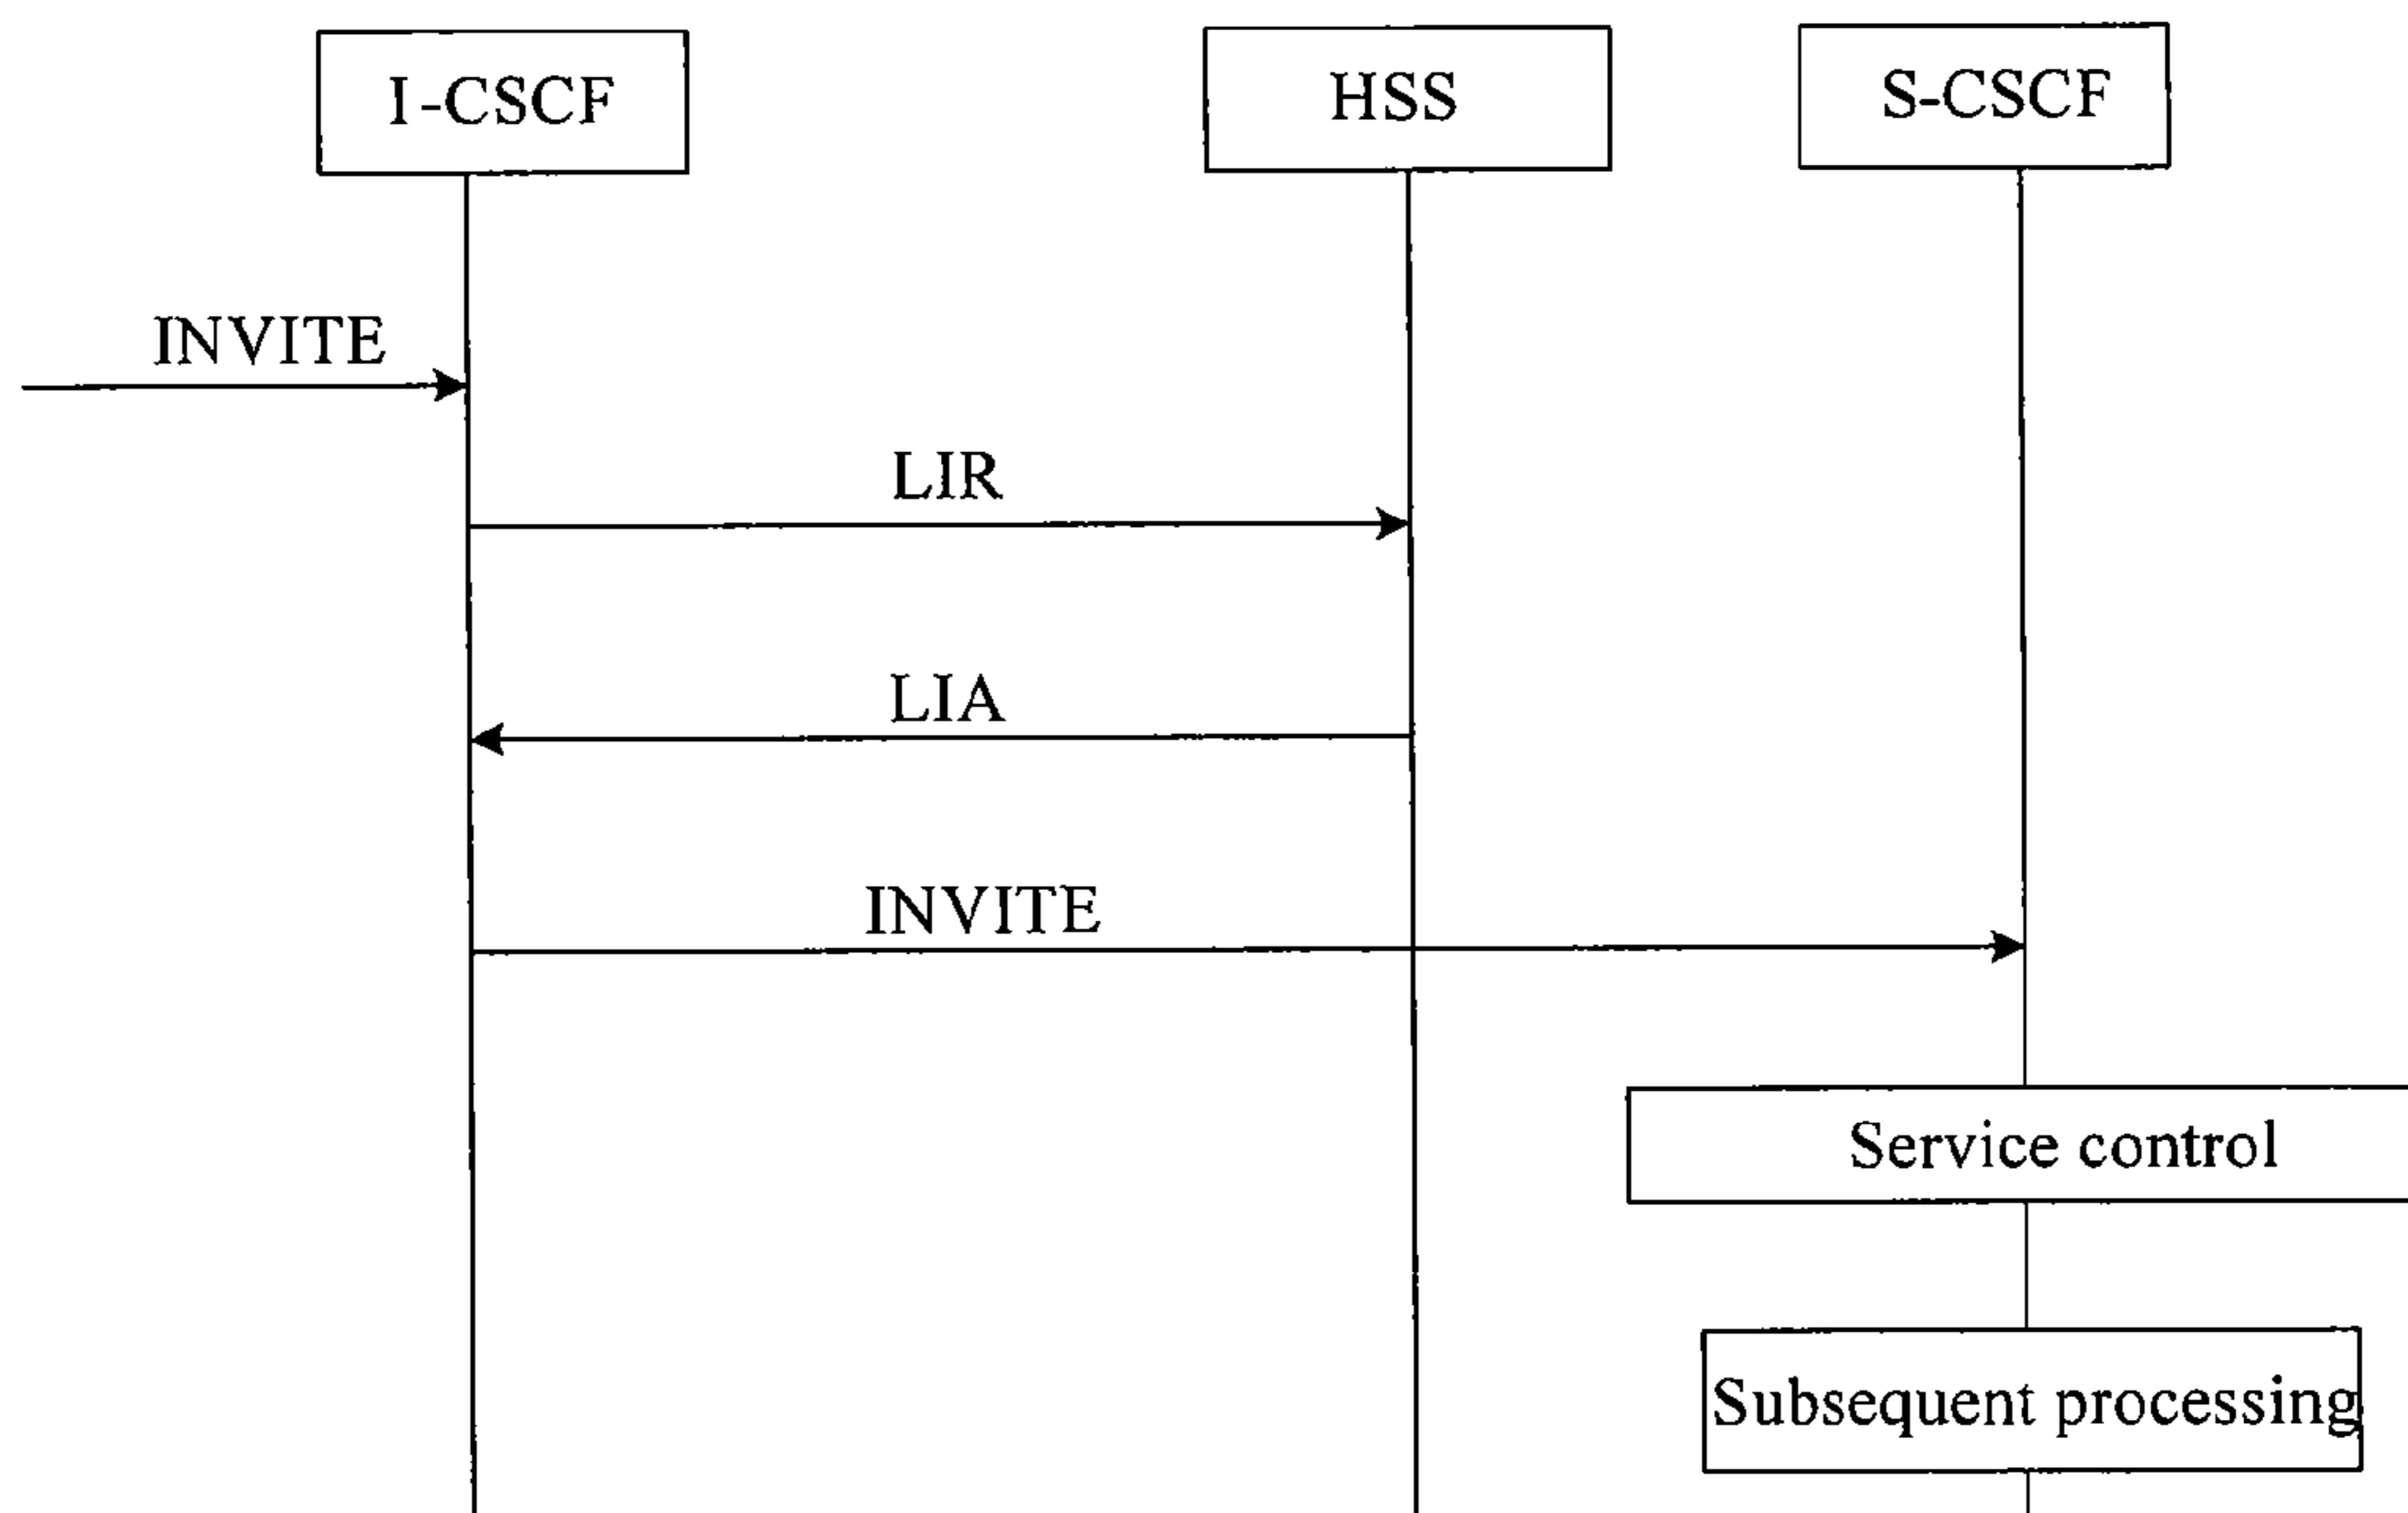 I-CSCF
HSS
S-CSCF
INVITE
LIR
LIA
INVITE
Service control
Subsequent processing